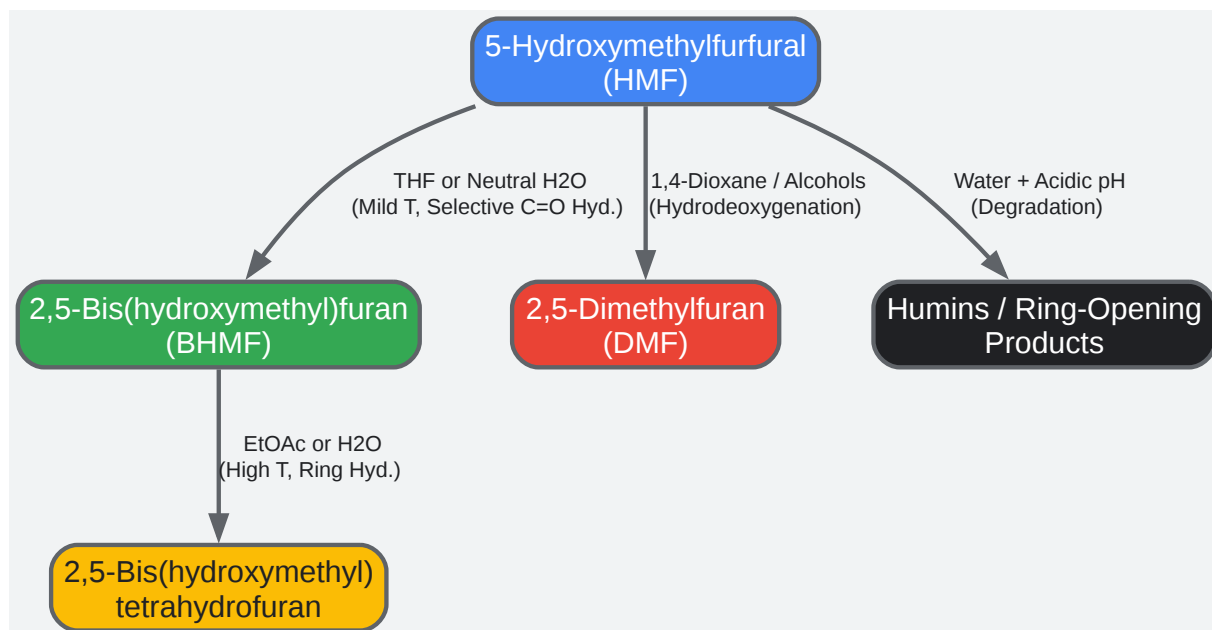 5-Hydroxymethylfurfural
(HMF)
THF or Neutral H2O
(Mild T, Selective C=O Hyd.)
1,4-Dioxane / Alcohols
(Hydrodeoxygenation)
Water + Acidic pH
(Degradation)
2,5-Bis(hydroxymethyl)furan
(BHMF)
2,5-Dimethylfuran
(DMF)
Humins / Ring-Opening
Products
EtOAc or H2O
(High T, Ring Hyd.)
2,5-Bis(hydroxymethyl)
tetrahydrofuran